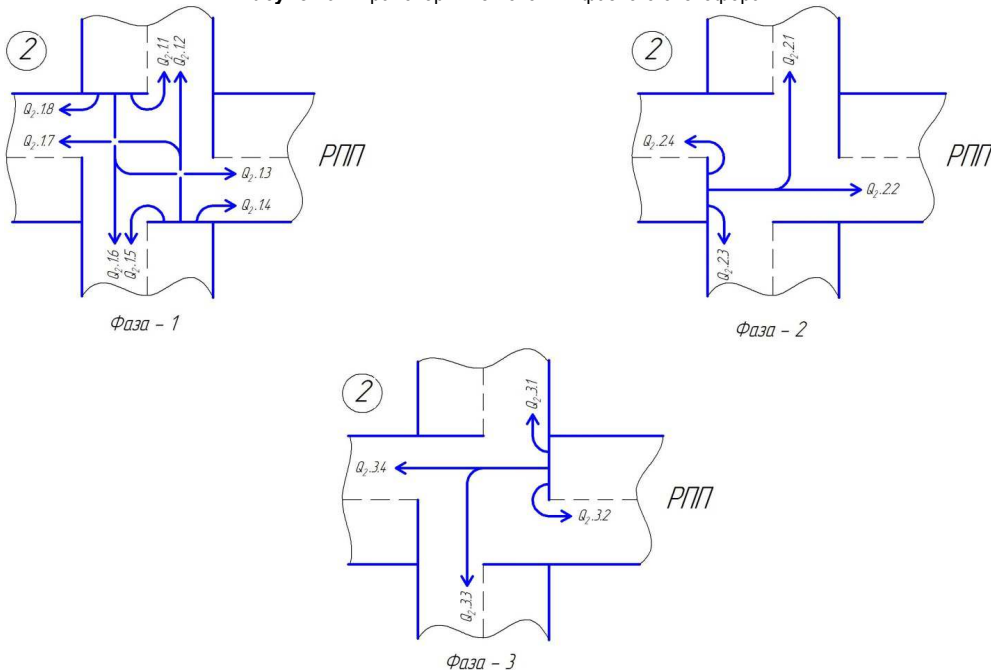 2
Q₂.1.1
Q₂.1.2
Q₂.1.8
Q₂.1.7
РПП
Q₂.1.3
Q₂.1.4
Q₂.1.6
Q₂.1.5
Фаза – 1
2
Q₂.2.1
Q₂.2.4
РПП
Q₂.2.2
Q₂.2.3
Фаза – 2
2
Q₂.3.1
Q₂.3.4
РПП
Q₂.3.2
Q₂.3.3
Фаза – 3